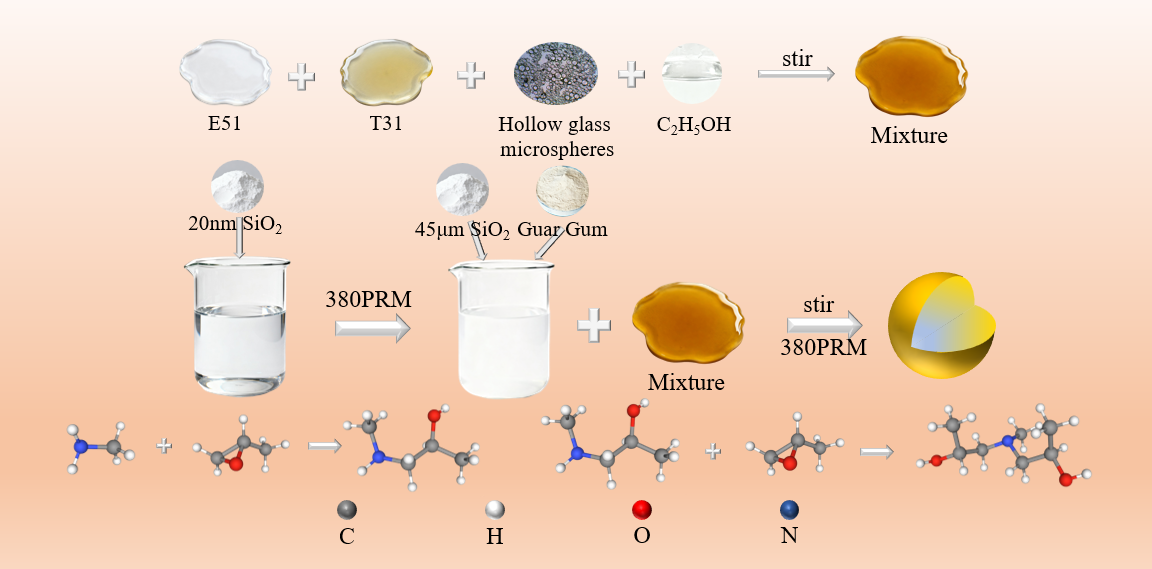 stir
E51
T31
Hollow glass
microspheres
C₂H₅OH
Mixture
20nm SiO₂
45μm SiO₂
Guar Gum
380PRM
stir
380PRM
Mixture
C
H
O
N